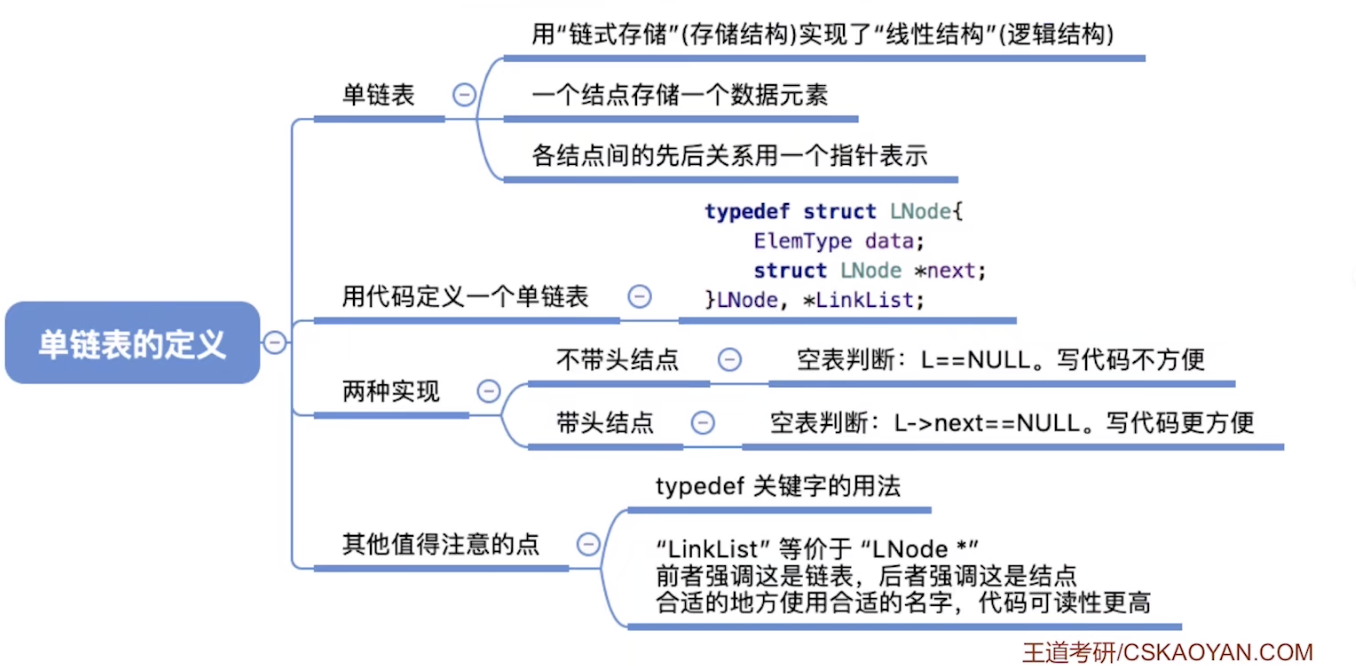 单链表的定义
单链表
用“链式存储”(存储结构)实现了“线性结构”(逻辑结构)
一个结点存储一个数据元素
各结点间的先后关系用一个指针表示
用代码定义一个单链表
typedef struct LNode{
    ElemType data;
    struct LNode *next;
}LNode, *LinkList;
两种实现
不带头结点
空表判断：L==NULL。写代码不方便
带头结点
空表判断：L->next==NULL。写代码更方便
其他值得注意的点
typedef 关键字的用法
“LinkList” 等价于 “LNode *”
前者强调这是链表，后者强调这是结点
合适的地方使用合适的名字，代码可读性更高
王道考研/CSKAOYAN.COM